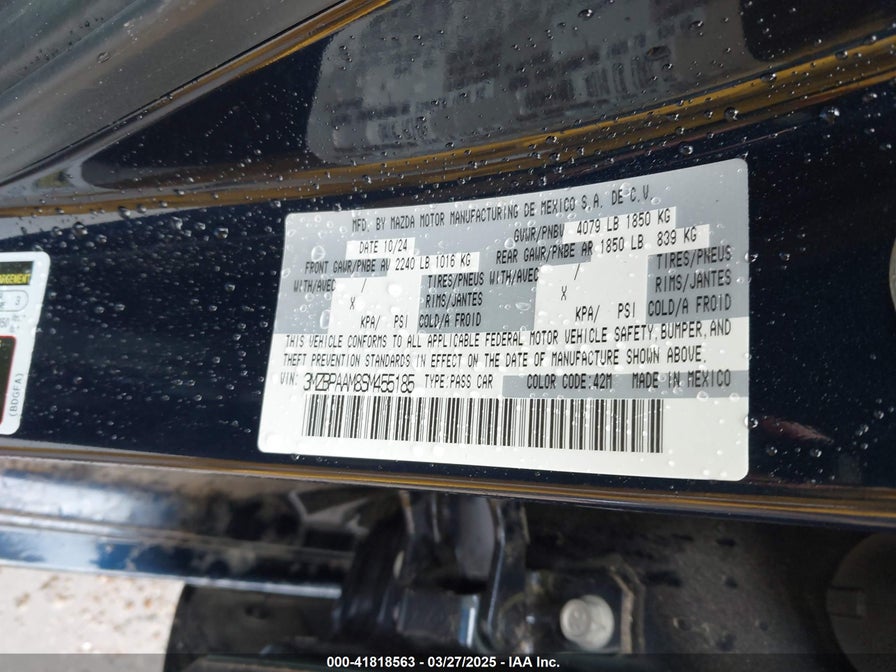 MFD. BY MAZDA MOTOR MANUFACTURING DE MEXICO S.A. DE C.V
DATE 10/24 GVWR/PNBV 4079 LB 1850 KG
FRONT GAWR/PNBE AV 2240 LB 1016 KG REAR GAWR/PNBE AR 1850 LB 839 KG
WITH/AVEC / TIRES/PNEUS WITH/AVEC / TIRES/PNEUS
X RIMS/JANTES X RIMS/JANTES
KPA/ PSI COLD/A FROID KPA/ PSI COLD/A FROID
THIS VEHICLE CONFORMS TO ALL APPLICABLE FEDERAL MOTOR VEHICLE SAFETY, BUMPER, AND
THEFT PREVENTION STANDARDS IN EFFECT ON THE DATE OF MANUFACTURE SHOWN ABOVE.
VIN: 3MZBPAAM8SM455185 TYPE:PASS CAR COLOR CODE:42M MADE IN MEXICO
(BDGFA)
000-41818563 — 03/27/2025 — IAA Inc.